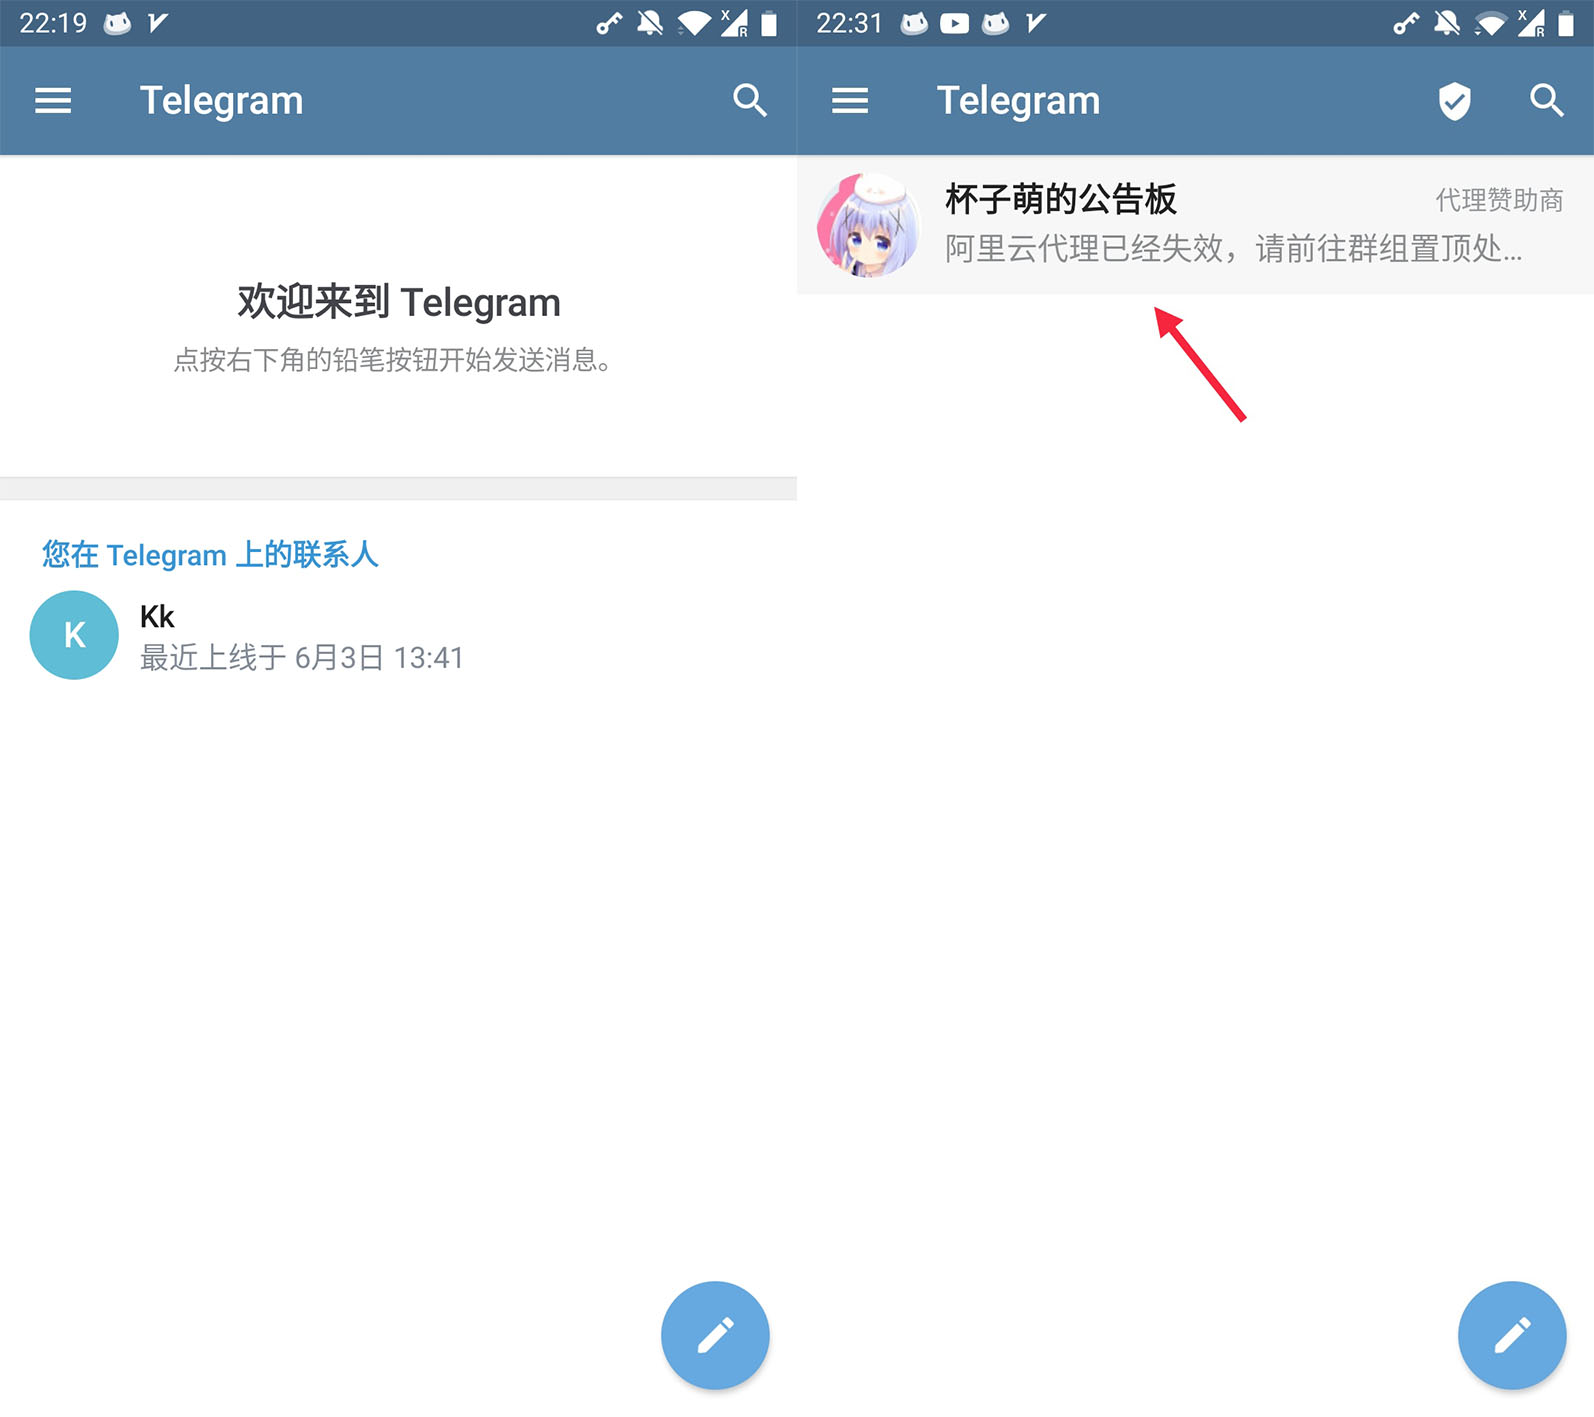 22:19
Telegram
欢迎来到 Telegram
点按右下角的铅笔按钮开始发送消息。
您在 Telegram 上的联系人
K
Kk
最近上线于 6月3日 13:41
22:31
Telegram
杯子萌的公告板
代理赞助商
阿里云代理已经失效，请前往群组置顶处...